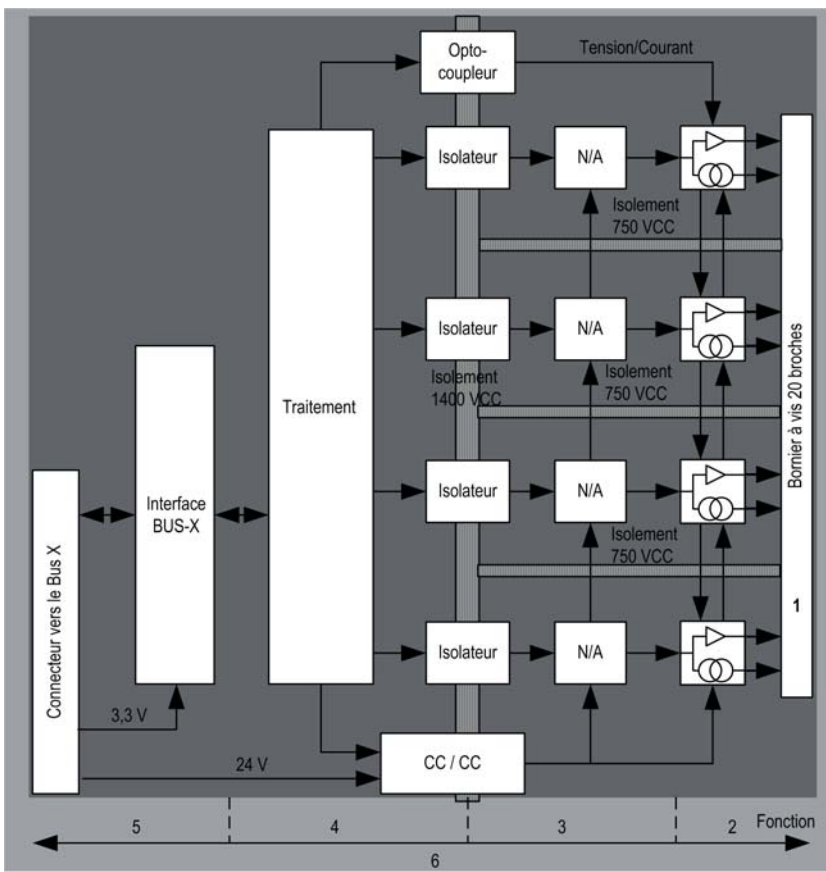 Opto-
coupleur
Tension/Courant
Isolateur
N/A
Isolement
750 VCC
Isolateur
N/A
Isolement
1400 VCC
Isolement
750 VCC
Traitement
Interface
BUS-X
Isolateur
N/A
Isolement
750 VCC
Isolateur
N/A
Connecteur vers le Bus X
Bornier à vis 20 broches
1
3,3 V
24 V
CC / CC
5
4
3
2
Fonction
6